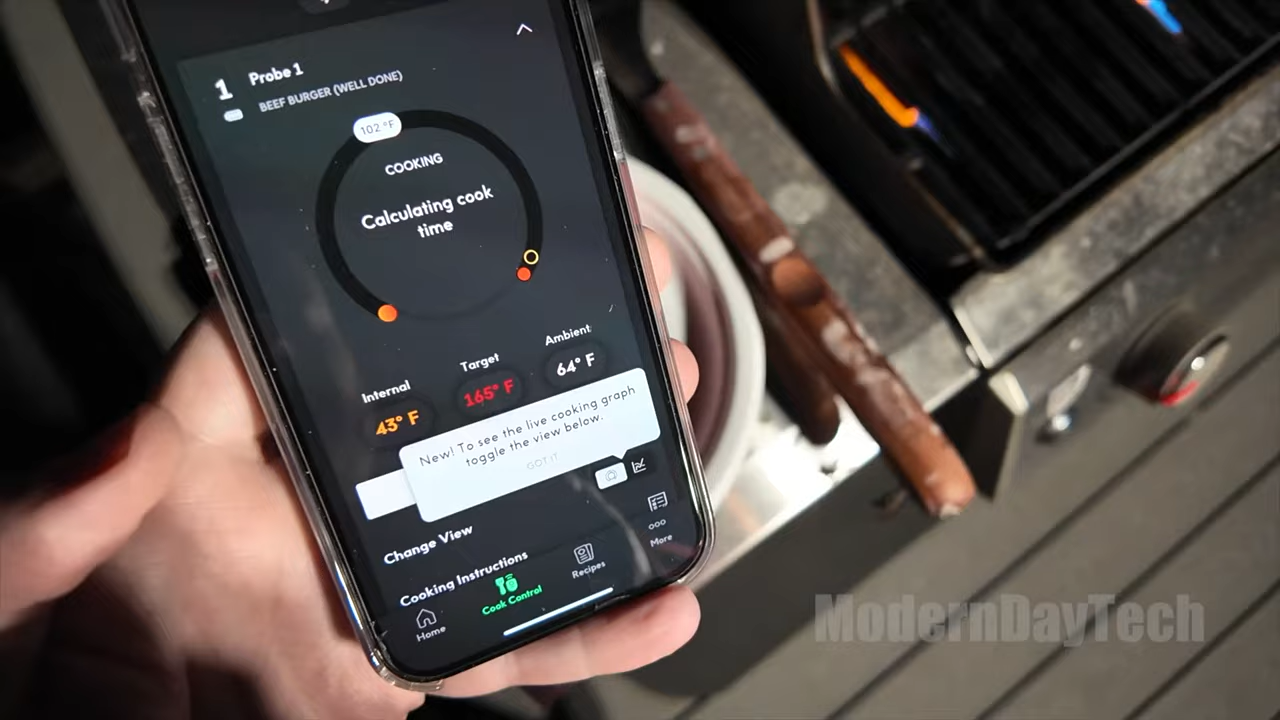 1
Probe 1
BEEF BURGER (WELL DONE)
102 °F
COOKING
Calculating cook
time
Internal
43° F
Target
165° F
Ambient
64° F
New! To see the live cooking graph
toggle the view below.
GOT IT
Change View
Cooking Instructions
Home
Cook Control
Recipes
More
ModernDayTech